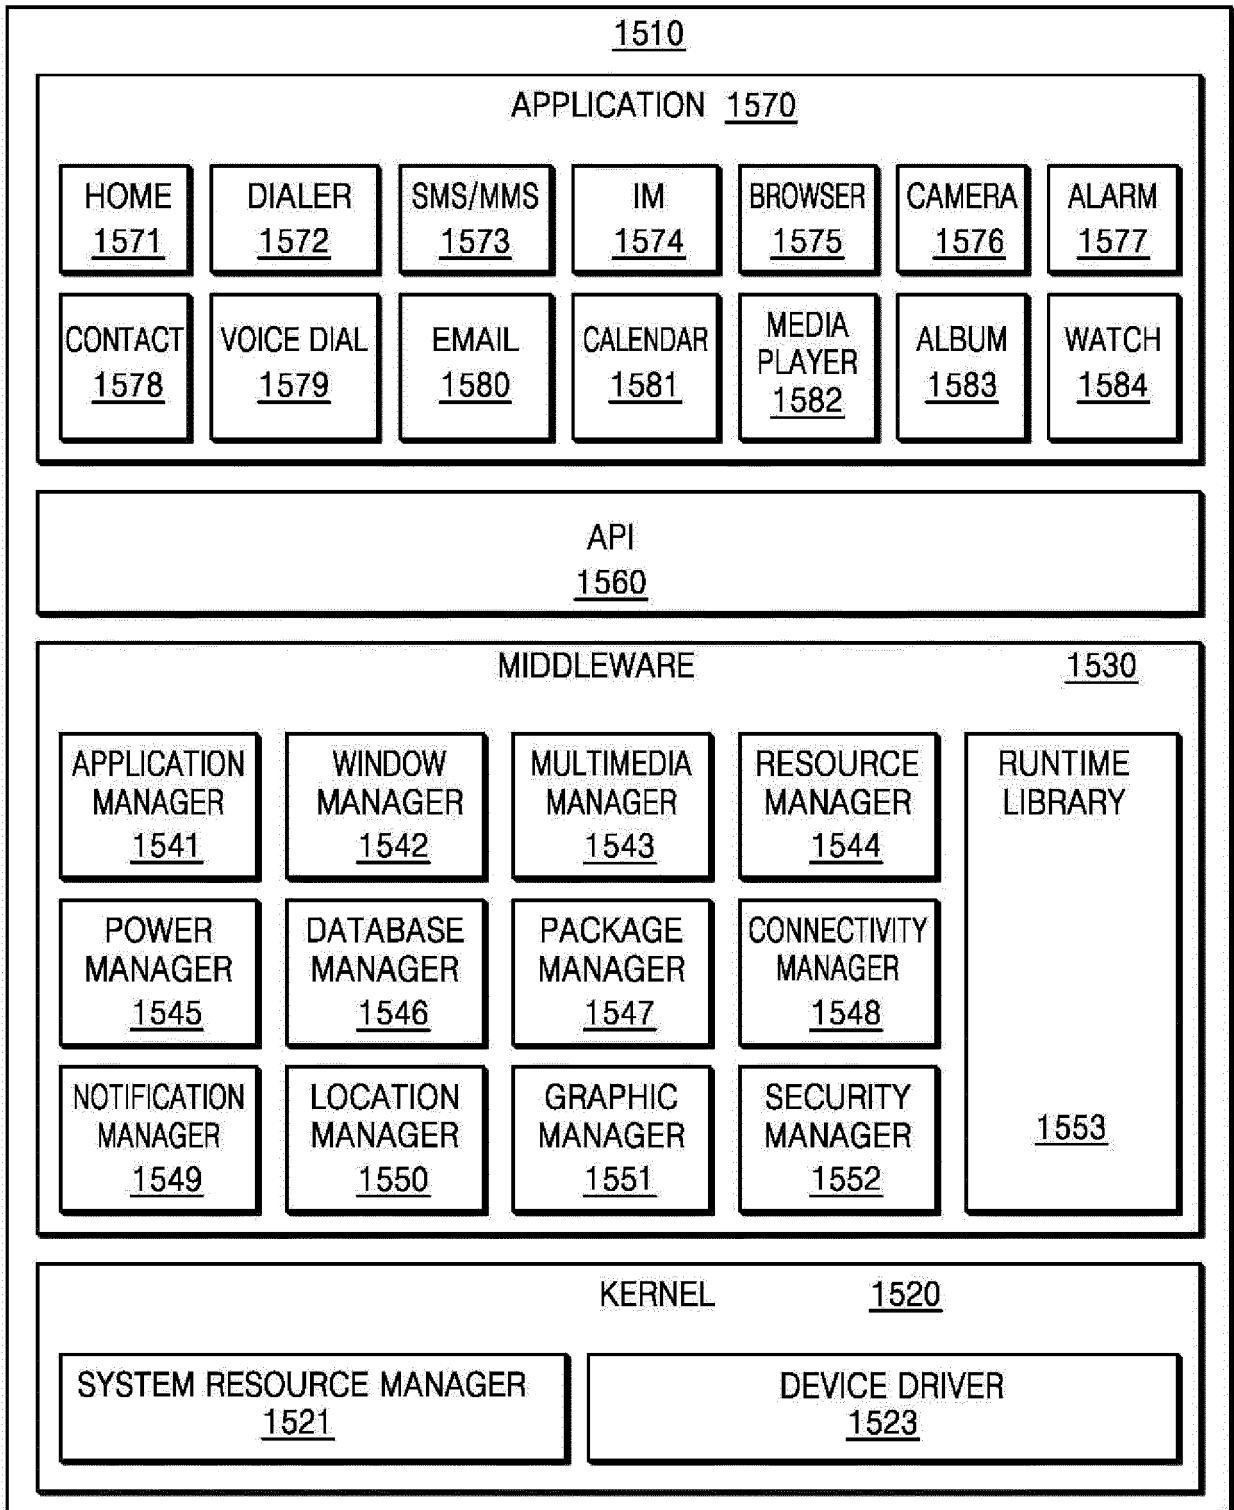 1510
APPLICATION 1570
HOME
1571
DIALER
1572
SMS/MMS
1573
IM
1574
BROWSER
1575
CAMERA
1576
ALARM
1577
CONTACT
1578
VOICE DIAL
1579
EMAIL
1580
CALENDAR
1581
MEDIA
PLAYER
1582
ALBUM
1583
WATCH
1584
API
1560
MIDDLEWARE 1530
APPLICATION
MANAGER
1541
WINDOW
MANAGER
1542
MULTIMEDIA
MANAGER
1543
RESOURCE
MANAGER
1544
RUNTIME
LIBRARY
1553
POWER
MANAGER
1545
DATABASE
MANAGER
1546
PACKAGE
MANAGER
1547
CONNECTIVITY
MANAGER
1548
NOTIFICATION
MANAGER
1549
LOCATION
MANAGER
1550
GRAPHIC
MANAGER
1551
SECURITY
MANAGER
1552
KERNEL 1520
SYSTEM RESOURCE MANAGER
1521
DEVICE DRIVER
1523